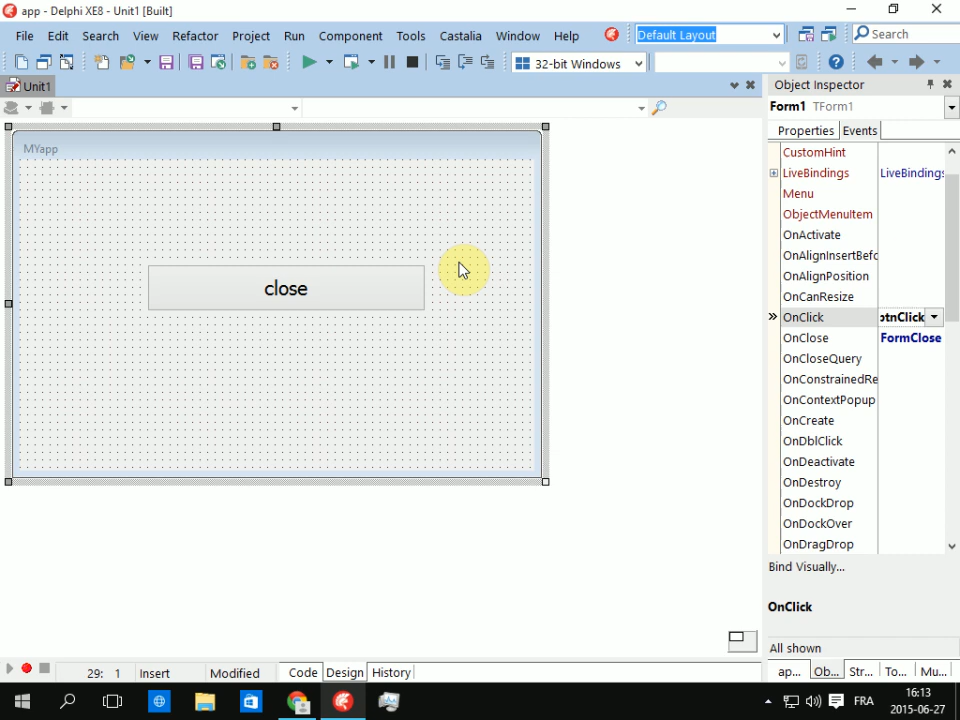 app - Delphi XE8 - Unit1 [Built]
File Edit Search View Refactor Project Run Component Tools Castalia Window Help Default Layout Search
32-bit Windows
Unit1
Object Inspector
Form1 TForm1
Properties Events
MYapp
close
CustomHint
LiveBindings LiveBindings
Menu
ObjectMenuItem
OnActivate
OnAlignInsertBefo
OnAlignPosition
OnCanResize
OnClick btnClick
OnClose FormClose
OnCloseQuery
OnConstrainedRe
OnContextPopup
OnCreate
OnDblClick
OnDeactivate
OnDestroy
OnDockDrop
OnDockOver
OnDragDrop
Bind Visually...
OnClick
All shown
29: 1 Insert Modified Code Design History
ap... Ob... Str... To... Mu...
FRA
16:13
2015-06-27